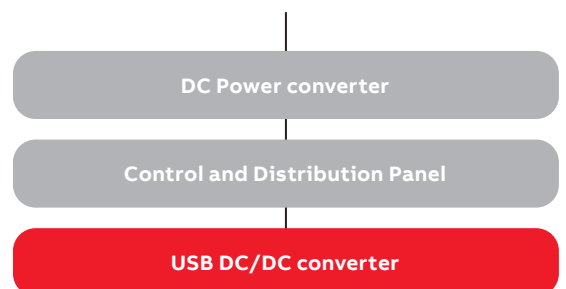 DC Power converter
Control and Distribution Panel
USB DC/DC converter